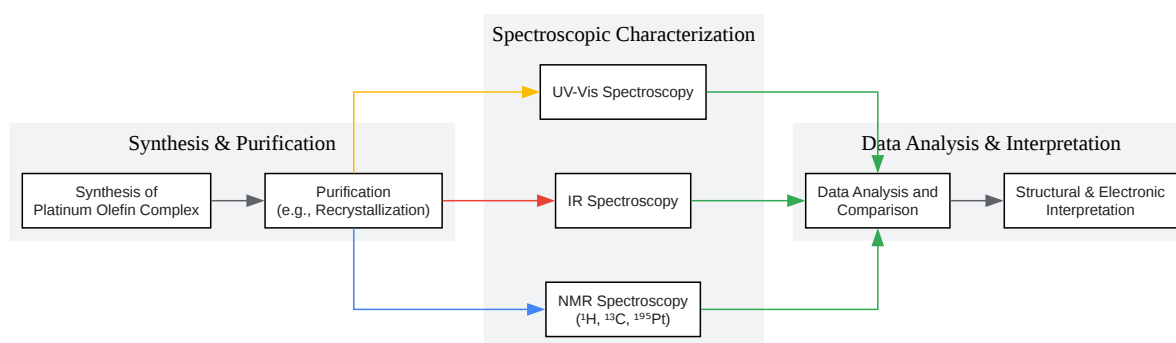 Spectroscopic Characterization
UV-Vis Spectroscopy
Synthesis & Purification
Data Analysis & Interpretation
Synthesis of
Platinum Olefin Complex
Purification
(e.g., Recrystallization)
IR Spectroscopy
Data Analysis and
Comparison
Structural & Electronic
Interpretation
NMR Spectroscopy
(¹H, ¹³C, ¹⁹⁵Pt)